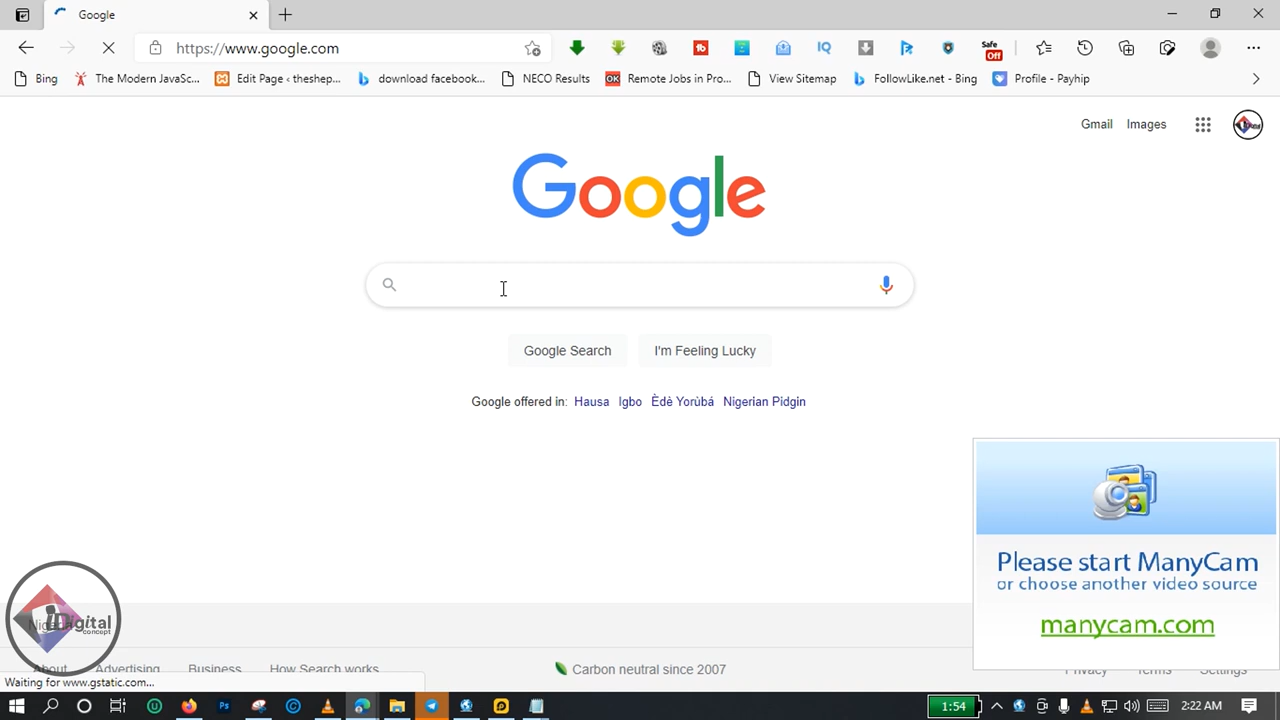 Google
https://www.google.com
Safe
Off
Bing
The Modern JavaSc...
Edit Page ‹ theshep...
download facebook...
NECO Results
Remote Jobs in Pro...
View Sitemap
FollowLike.net - Bing
Profile - Payhip
Gmail
Images
Google
Google Search
I'm Feeling Lucky
Google offered in: Hausa Igbo Èdè Yorùbá Nigerian Pidgin
Please start ManyCam
or choose another video source
manycam.com
Digital
concept
About
Advertising
Business
How Search works
Carbon neutral since 2007
Privacy
Terms
Settings
Waiting for www.gstatic.com...
1:54
2:22 AM